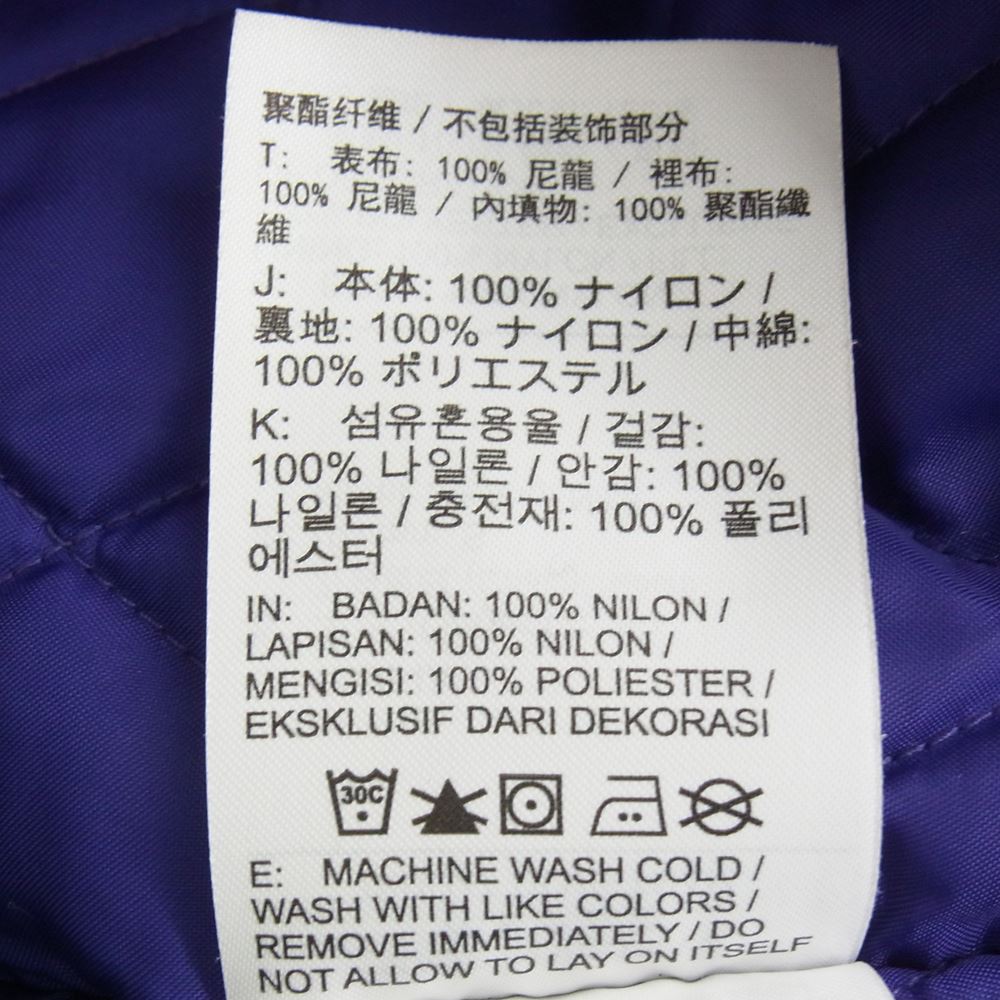 聚酯纤维 / 不包括装饰部分
T: 表布: 100% 尼龍 / 裡布:
100% 尼龍 / 內填物: 100% 聚酯纖
維
J: 本体: 100% ナイロン /
裏地: 100% ナイロン / 中綿:
100% ポリエステル
K: 섬유혼용율 / 겉감:
100% 나일론 / 안감: 100%
나일론 / 충전재: 100% 폴리
에스터
IN: BADAN: 100% NILON /
LAPISAN: 100% NILON /
MENGISI: 100% POLIESTER /
EKSKLUSIF DARI DEKORASI
30C
E: MACHINE WASH COLD /
WASH WITH LIKE COLORS /
REMOVE IMMEDIATELY / DO
NOT ALLOW TO LAY ON ITSELF